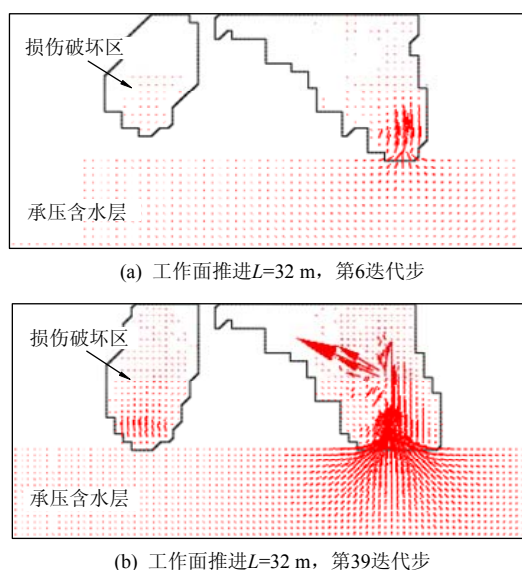 损伤破坏区
承压含水层
(a) 工作面推进L=32 m，第6迭代步
损伤破坏区
承压含水层
(b) 工作面推进L=32 m，第39迭代步